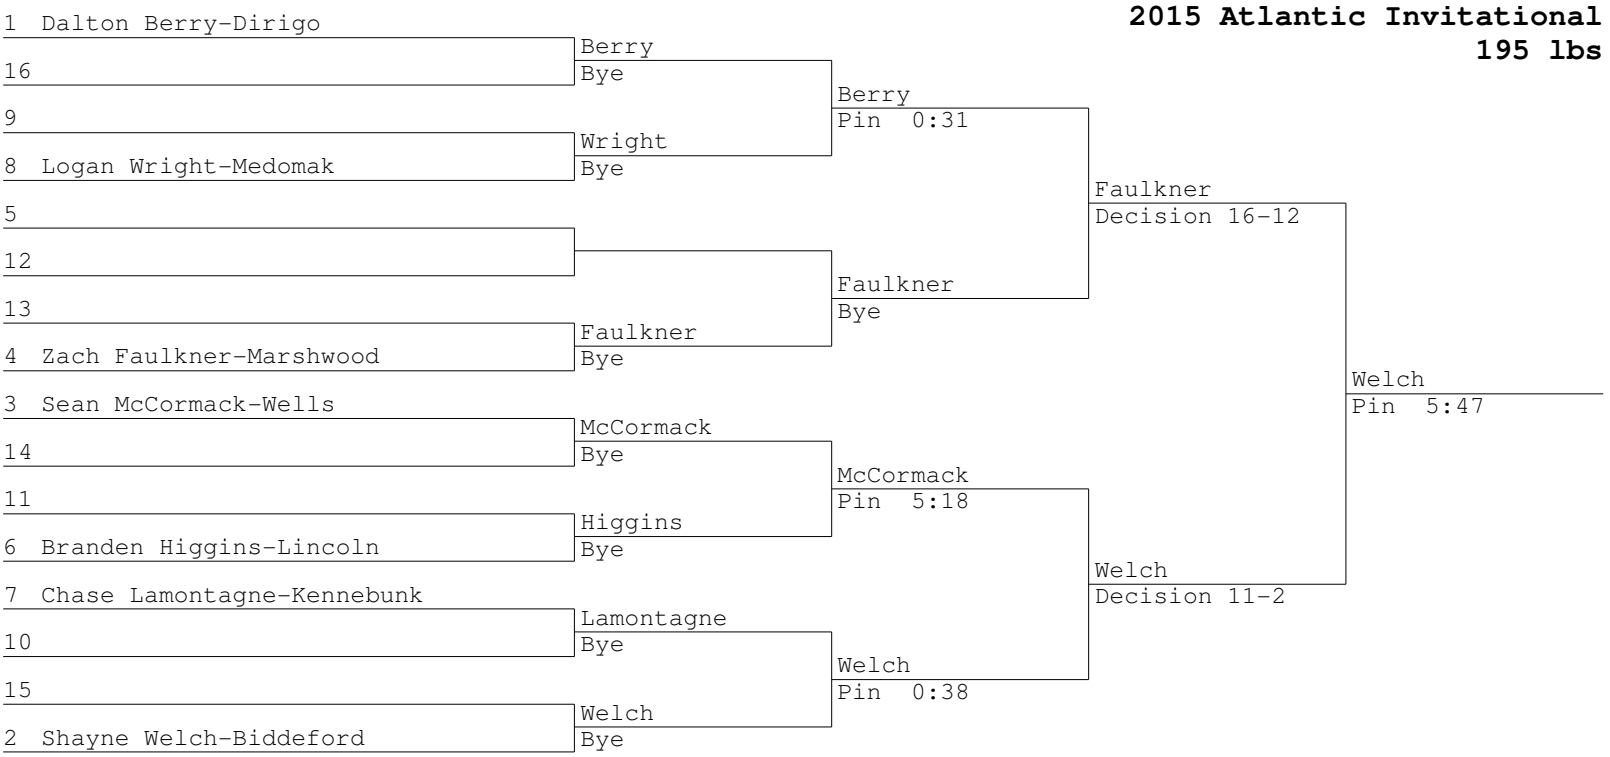 2015 Atlantic Invitational
195 lbs
1 Dalton Berry-Dirigo
16
9
8 Logan Wright-Medomak
5
12
13
4 Zach Faulkner-Marshwood
3 Sean McCormack-Wells
14
11
6 Branden Higgins-Lincoln
7 Chase Lamontagne-Kennebunk
10
15
2 Shayne Welch-Biddeford
Berry
Bye
Wright
Bye
Faulkner
Bye
McCormack
Bye
Higgins
Bye
Lamontagne
Bye
Welch
Bye
Berry
Pin 0:31
Faulkner
Bye
McCormack
Pin 5:18
Welch
Pin 0:38
Faulkner
Decision 16-12
Welch
Decision 11-2
Welch
Pin 5:47